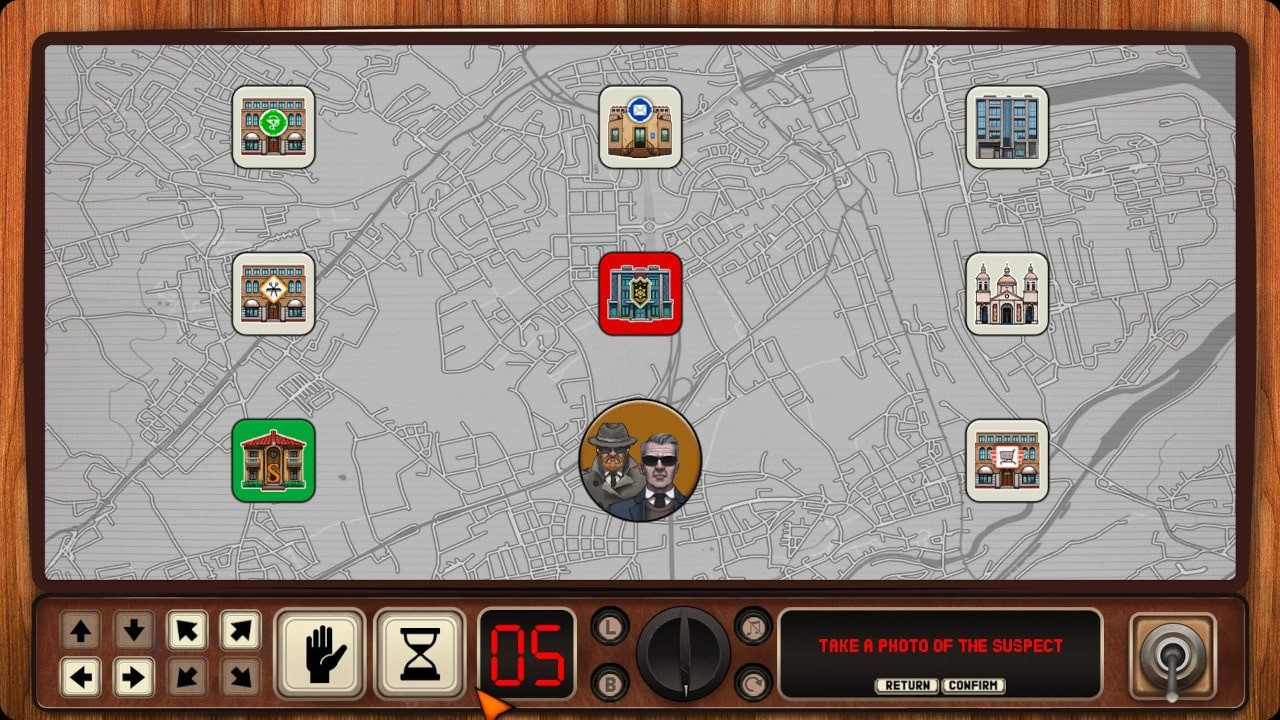 S
05
L
B
TAKE A PHOTO OF THE SUSPECT
RETURN CONFIRM